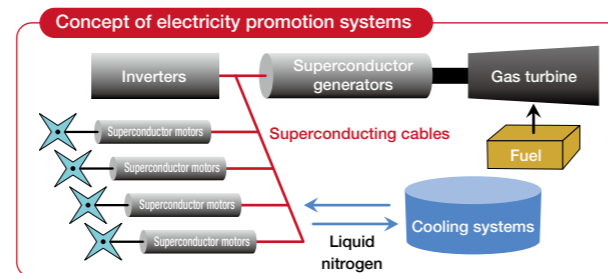 Concept of electricity promotion systems
Inverters
Superconductor
generators
Gas turbine
Superconductor motors
Superconducting cables
Fuel
Superconductor motors
Superconductor motors
Cooling systems
Superconductor motors
Liquid
nitrogen